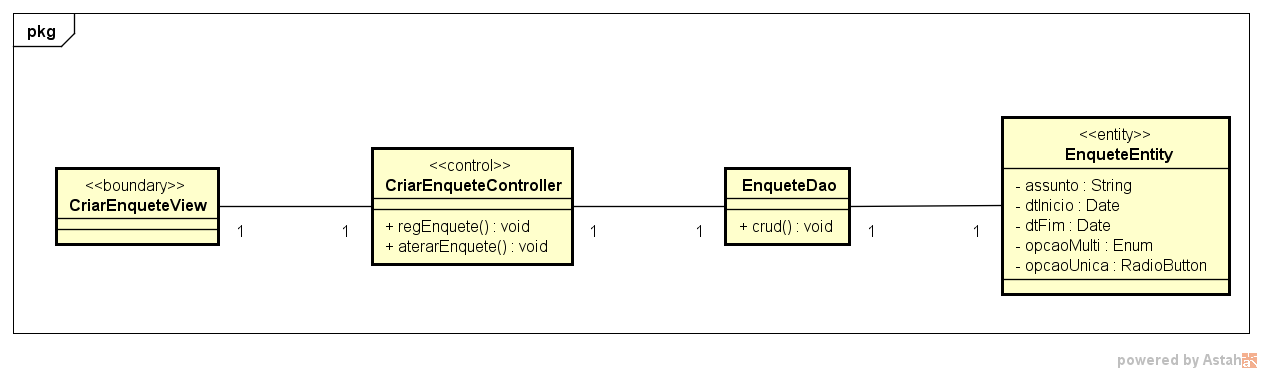 pkg
<<boundary>>
CriarEnqueteView
1
1
<<control>>
CriarEnqueteController
+ regEnquete() : void
+ aterarEnquete() : void
1
1
EnqueteDao
+ crud() : void
1
1
<<entity>>
EnqueteEntity
- assunto : String
- dtInicio : Date
- dtFim : Date
- opcaoMulti : Enum
- opcaoUnica : RadioButton
powered by Astah